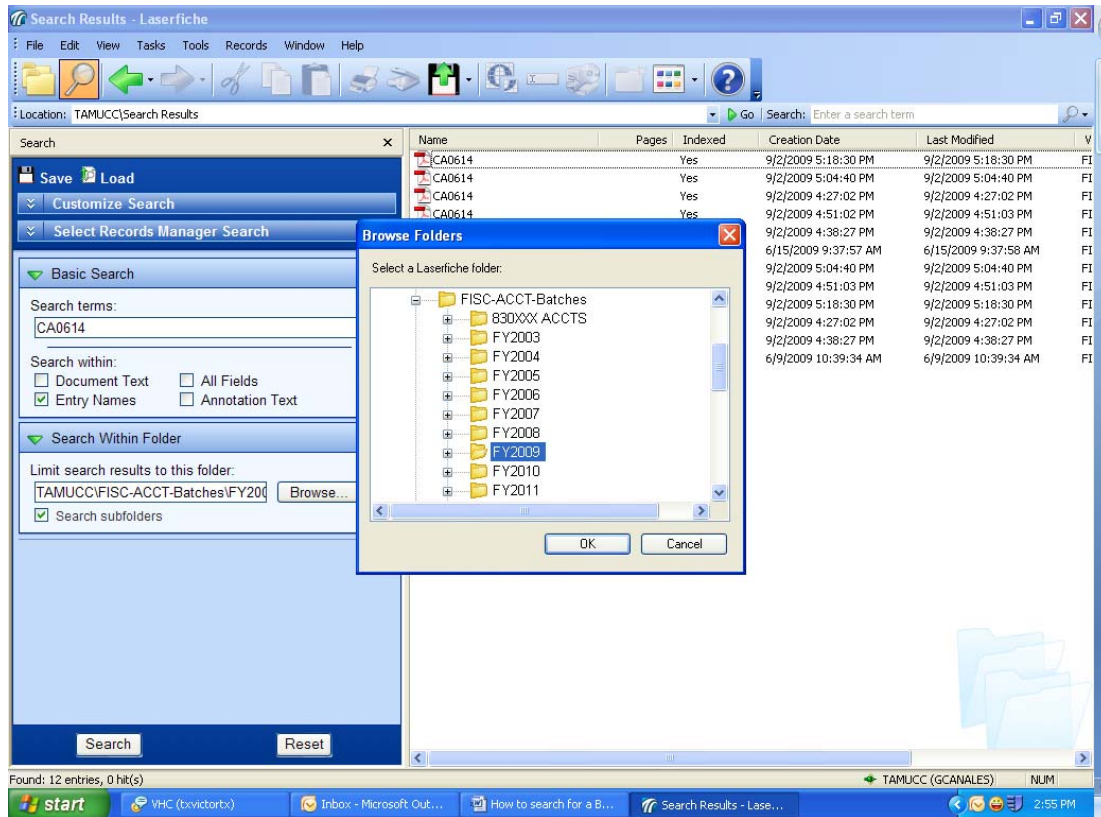 Search Results - Laserfiche
File Edit View Tasks Tools Records Window Help
Location: TAMUCC\Search Results Go Search: Enter a search term
Search x
Save Load
Customize Search
Select Records Manager Search
Basic Search
Search terms:
CA0614
Search within:
Document Text All Fields
Entry Names Annotation Text
Search Within Folder
Limit search results to this folder:
TAMUCC\FISC-ACCT-Batches\FY200 Browse...
Search subfolders
Search Reset
Name Pages Indexed Creation Date Last Modified V
CA0614 Yes 9/2/2009 5:18:30 PM 9/2/2009 5:18:30 PM FI
CA0614 Yes 9/2/2009 5:04:40 PM 9/2/2009 5:04:40 PM FI
CA0614 Yes 9/2/2009 4:27:02 PM 9/2/2009 4:27:02 PM FI
CA0614 Yes 9/2/2009 4:51:02 PM 9/2/2009 4:51:03 PM FI
9/2/2009 4:38:27 PM 9/2/2009 4:38:27 PM FI
6/15/2009 9:37:57 AM 6/15/2009 9:37:58 AM FI
9/2/2009 5:04:40 PM 9/2/2009 5:04:40 PM FI
9/2/2009 4:51:03 PM 9/2/2009 4:51:03 PM FI
9/2/2009 5:18:30 PM 9/2/2009 5:18:30 PM FI
9/2/2009 4:27:02 PM 9/2/2009 4:27:02 PM FI
9/2/2009 4:38:27 PM 9/2/2009 4:38:27 PM FI
6/9/2009 10:39:34 AM 6/9/2009 10:39:34 AM FI
Browse Folders
Select a Laserfiche folder:
FISC-ACCT-Batches
830XXX ACCTS
FY2003
FY2004
FY2005
FY2006
FY2007
FY2008
FY2009
FY2010
FY2011
OK Cancel
Found: 12 entries, 0 hit(s) TAMUCC (GCANALES) NUM
start VHC (txvictortx) Inbox - Microsoft Out... How to search for a B... Search Results - Lase... 2:55 PM